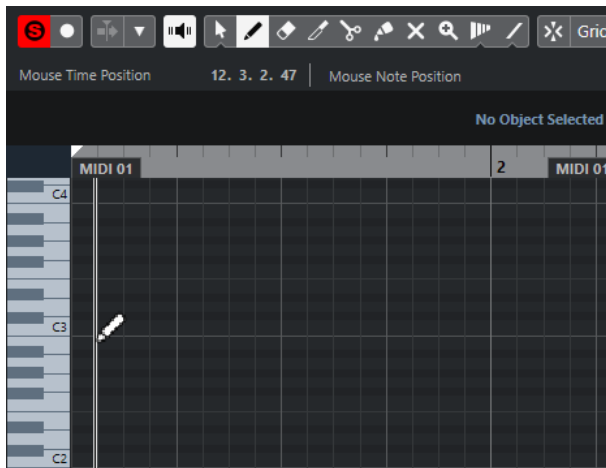 S
Grid
Mouse Time Position 12. 3. 2. 47 Mouse Note Position
No Object Selected
MIDI 01 2 MIDI 01
C4
C3
C2